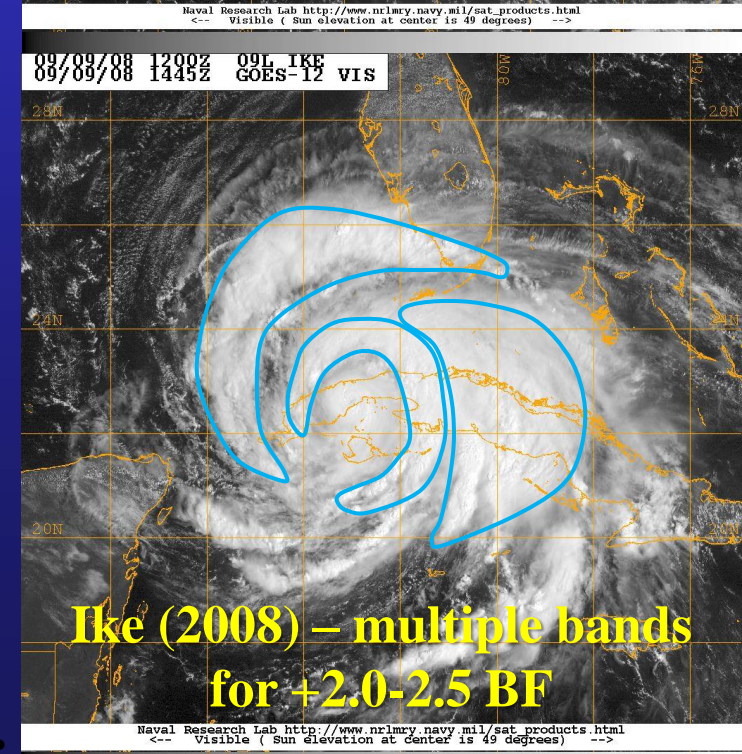 Naval Research Lab http://www.nrlmry.navy.mil/sat_products.html
<-- Visible ( Sun elevation at center is 49 degrees) -->
09/09/08 1200Z 09L IKE
09/09/08 1445Z GOES-12 VIS
80W
28N 28N
24N 24N
20N 20N
Ike (2008) – multiple bands
for +2.0-2.5 BF
Naval Research Lab http://www.nrlmry.navy.mil/sat_products.html
<-- Visible ( Sun elevation at center is 49 degrees) -->